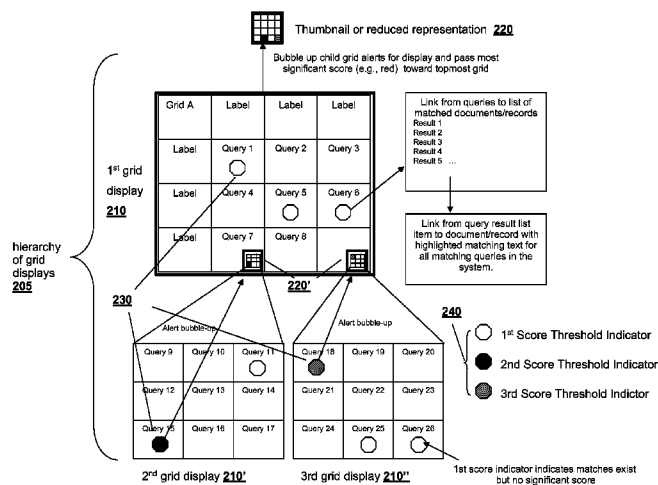 Thumbnail or reduced representation 220
Bubble up child grid alerts for display and pass most
significant score (e.g., red) toward topmost grid
Grid A Label Label Label
Label Query 1 Query 2 Query 3
Label Query 4 Query 5 Query 6
Label Query 7 Query 8
Link from queries to list of
matched documents/records
Result 1
Result 2
Result 3
Result 4
Result 5 ...
Link from query result list
item to document/record with
highlighted matching text for
all matching queries in the
system.
1st grid
display
210
hierarchy
of grid
displays
205
230
220'
240
Alert bubble-up
Alert bubble-up
1st Score Threshold Indicator
2nd Score Threshold Indicator
3rd Score Threshold Indictor
Query 9 Query 10 Query 11
Query 12 Query 13 Query 14
Query 15 Query 16 Query 17
Query 18 Query 19 Query 20
Query 21 Query 22 Query 23
Query 24 Query 25 Query 26
2nd grid display 210'
3rd grid display 210''
1st score indicator indicates matches exist
but no significant score